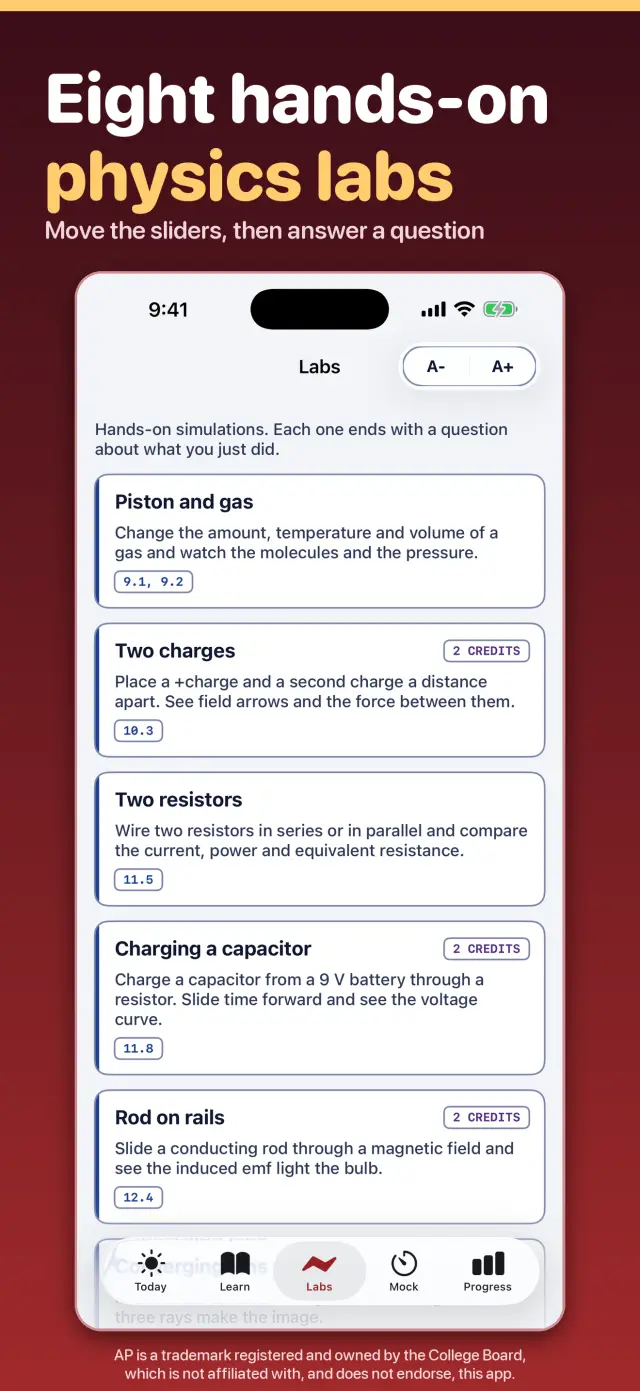 Eight hands-on
physics labs
Move the sliders, then answer a question
9:41
Labs
A-
A+
Hands-on simulations. Each one ends with a question
about what you just did.
Piston and gas
Change the amount, temperature and volume of a
gas and watch the molecules and the pressure.
9.1, 9.2
Two charges
2 CREDITS
Place a +charge and a second charge a distance
apart. See field arrows and the force between them.
10.3
Two resistors
Wire two resistors in series or in parallel and compare
the current, power and equivalent resistance.
11.5
Charging a capacitor
2 CREDITS
Charge a capacitor from a 9 V battery through a
resistor. Slide time forward and see the voltage
curve.
11.8
Rod on rails
2 CREDITS
Slide a conducting rod through a magnetic field and
see the induced emf light the bulb.
12.4
Today
Learn
Labs
Mock
Progress
three rays make the image.
AP is a trademark registered and owned by the College Board,
which is not affiliated with, and does not endorse, this app.